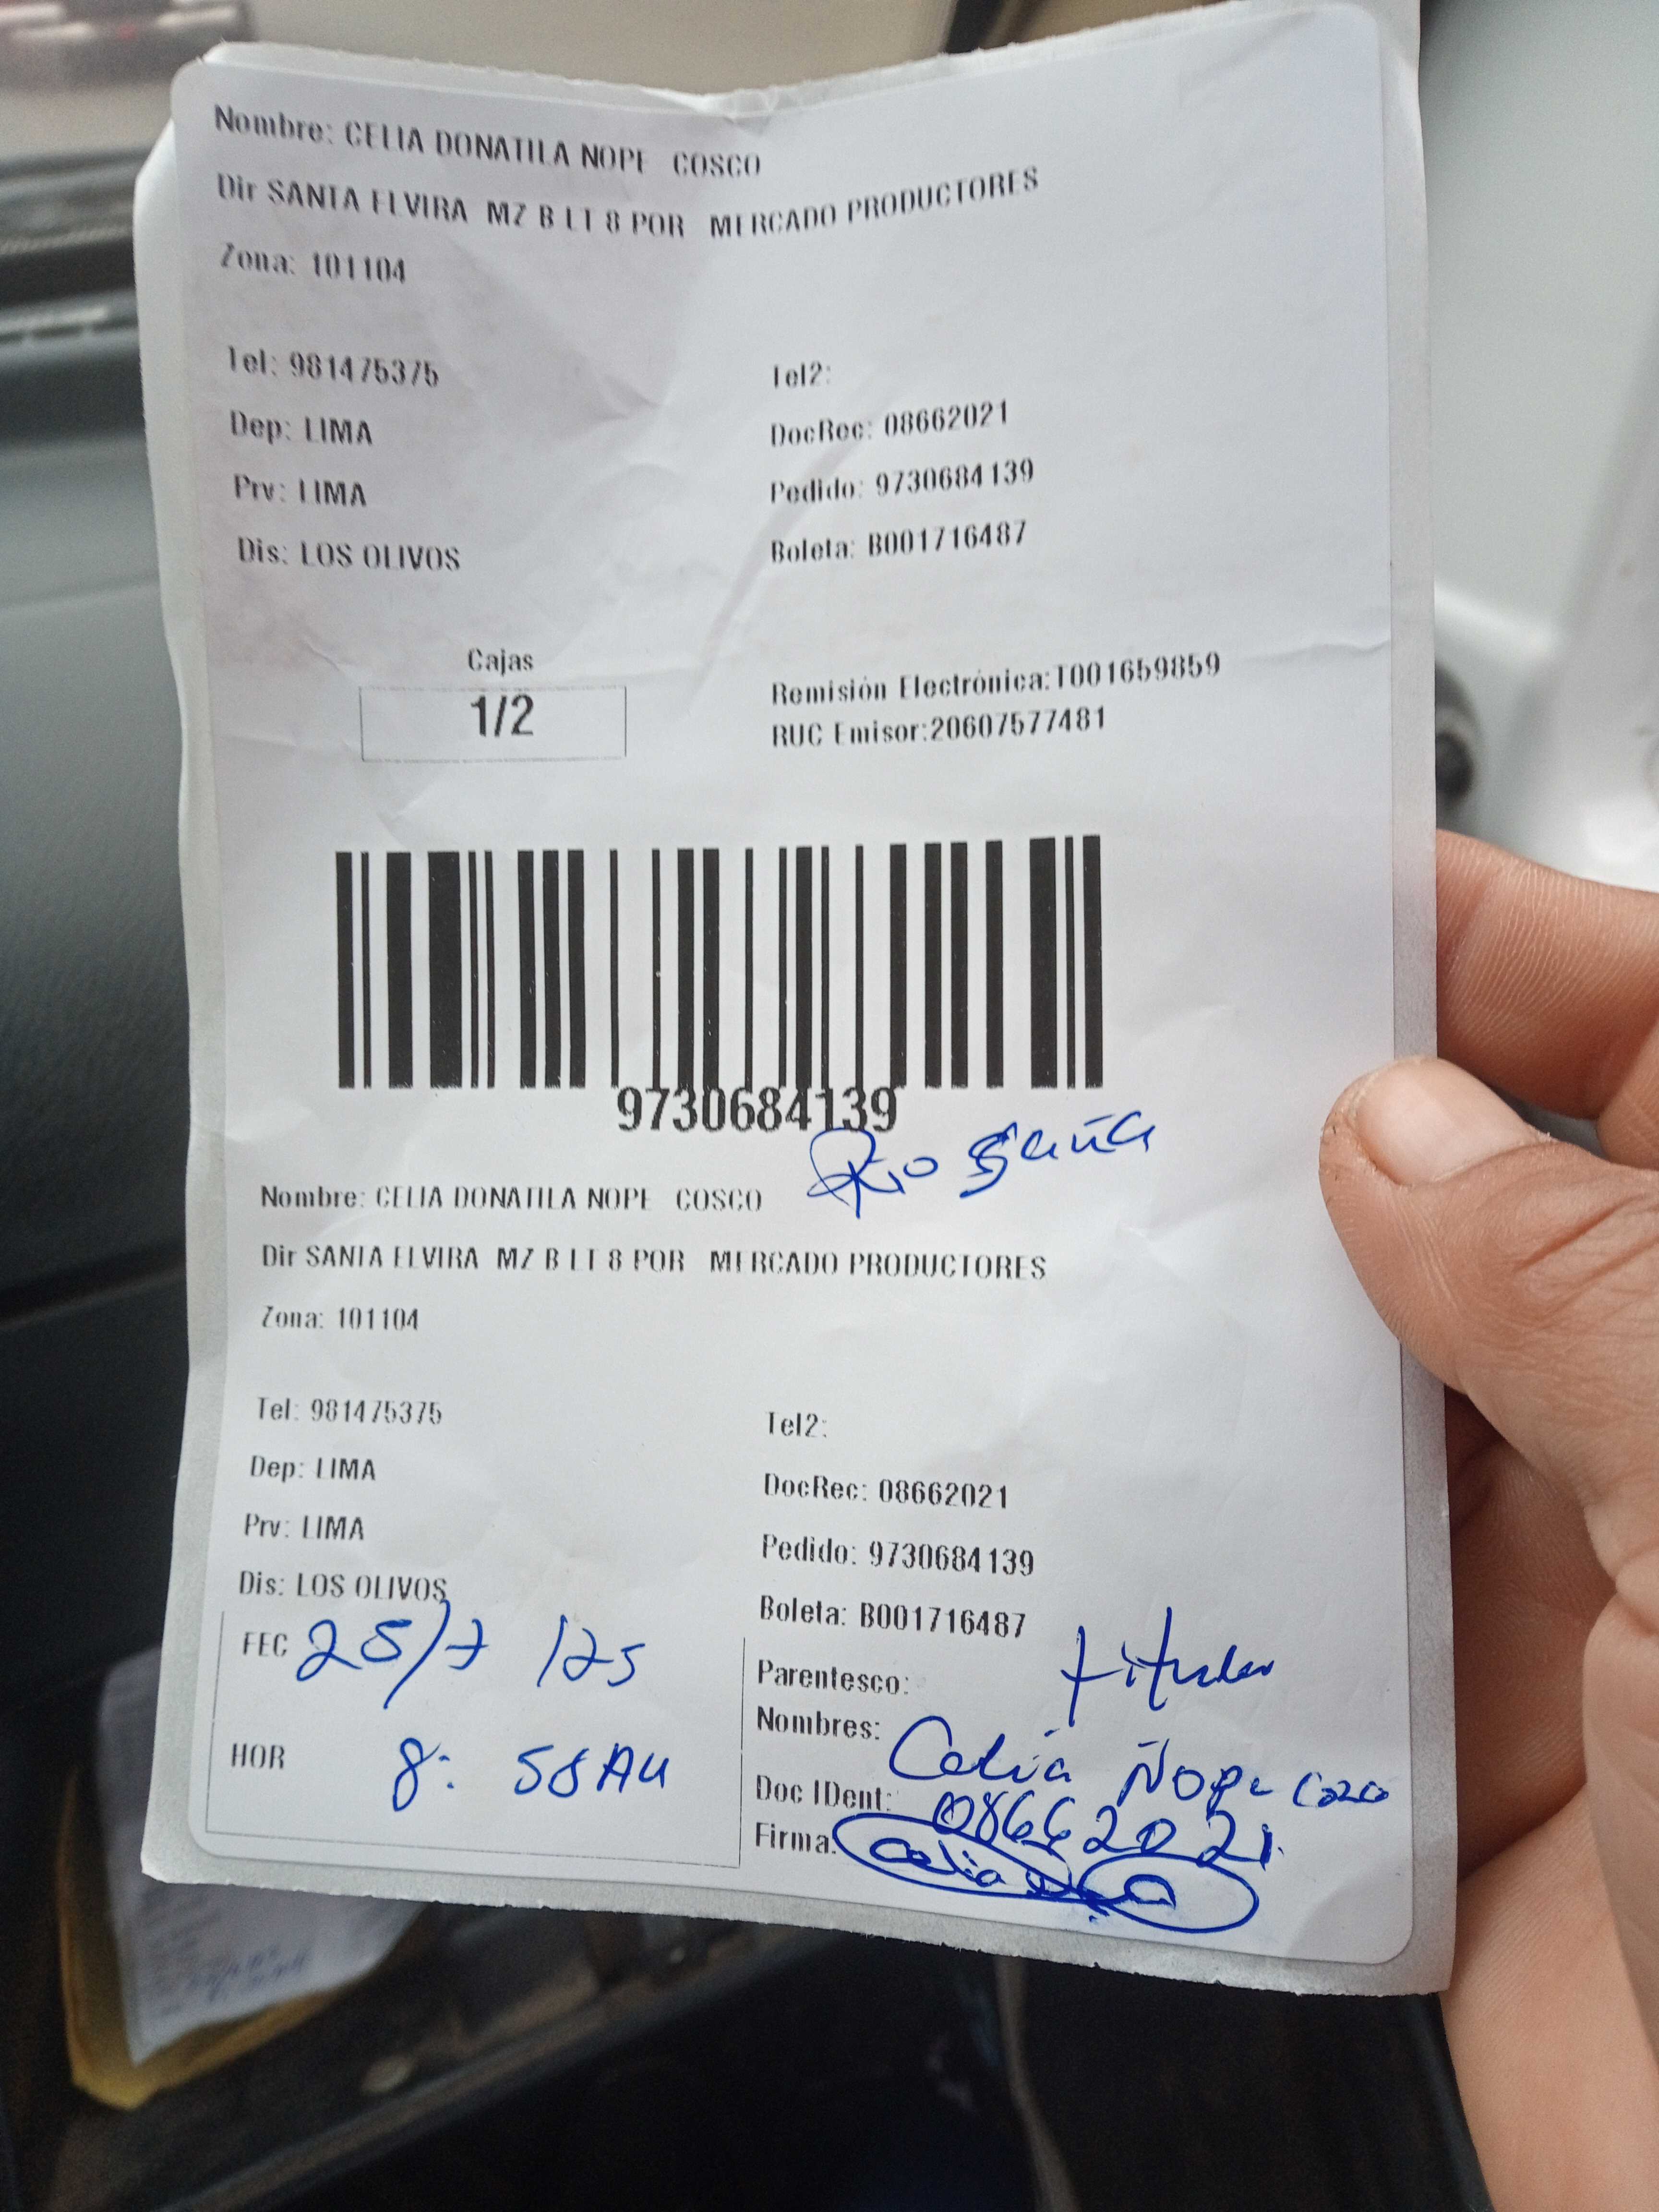 Nombre: CELIA DONATILA NOPE COSCO
Dir SANTA ELVIRA MZ B LT 8 POR MERCADO PRODUCTORES
Zona: 101104
Tel: 981475375 Tel2:
Dep: LIMA DocRec: 08662021
Prv: LIMA Pedido: 9730684139
Dis: LOS OLIVOS Boleta: B001716487
Cajas
1/2
Remisión Electrónica:T001659859
RUC Emisor:20607577481
9730684139
Rio
Nombre: CELIA DONATILA NOPE COSCO
Dir SANTA ELVIRA MZ B LT 8 POR MERCADO PRODUCTORES
Zona: 101104
Tel: 981475375 Tel2:
Dep: LIMA DocRec: 08662021
Prv: LIMA Pedido: 9730684139
Dis: LOS OLIVOS Boleta: B001716487
FEC 25/7/25
HOR 8:58AM
Parentesco: titular
Nombres: Celia Ñope
Doc IDent: 08662021
Firma: Celia